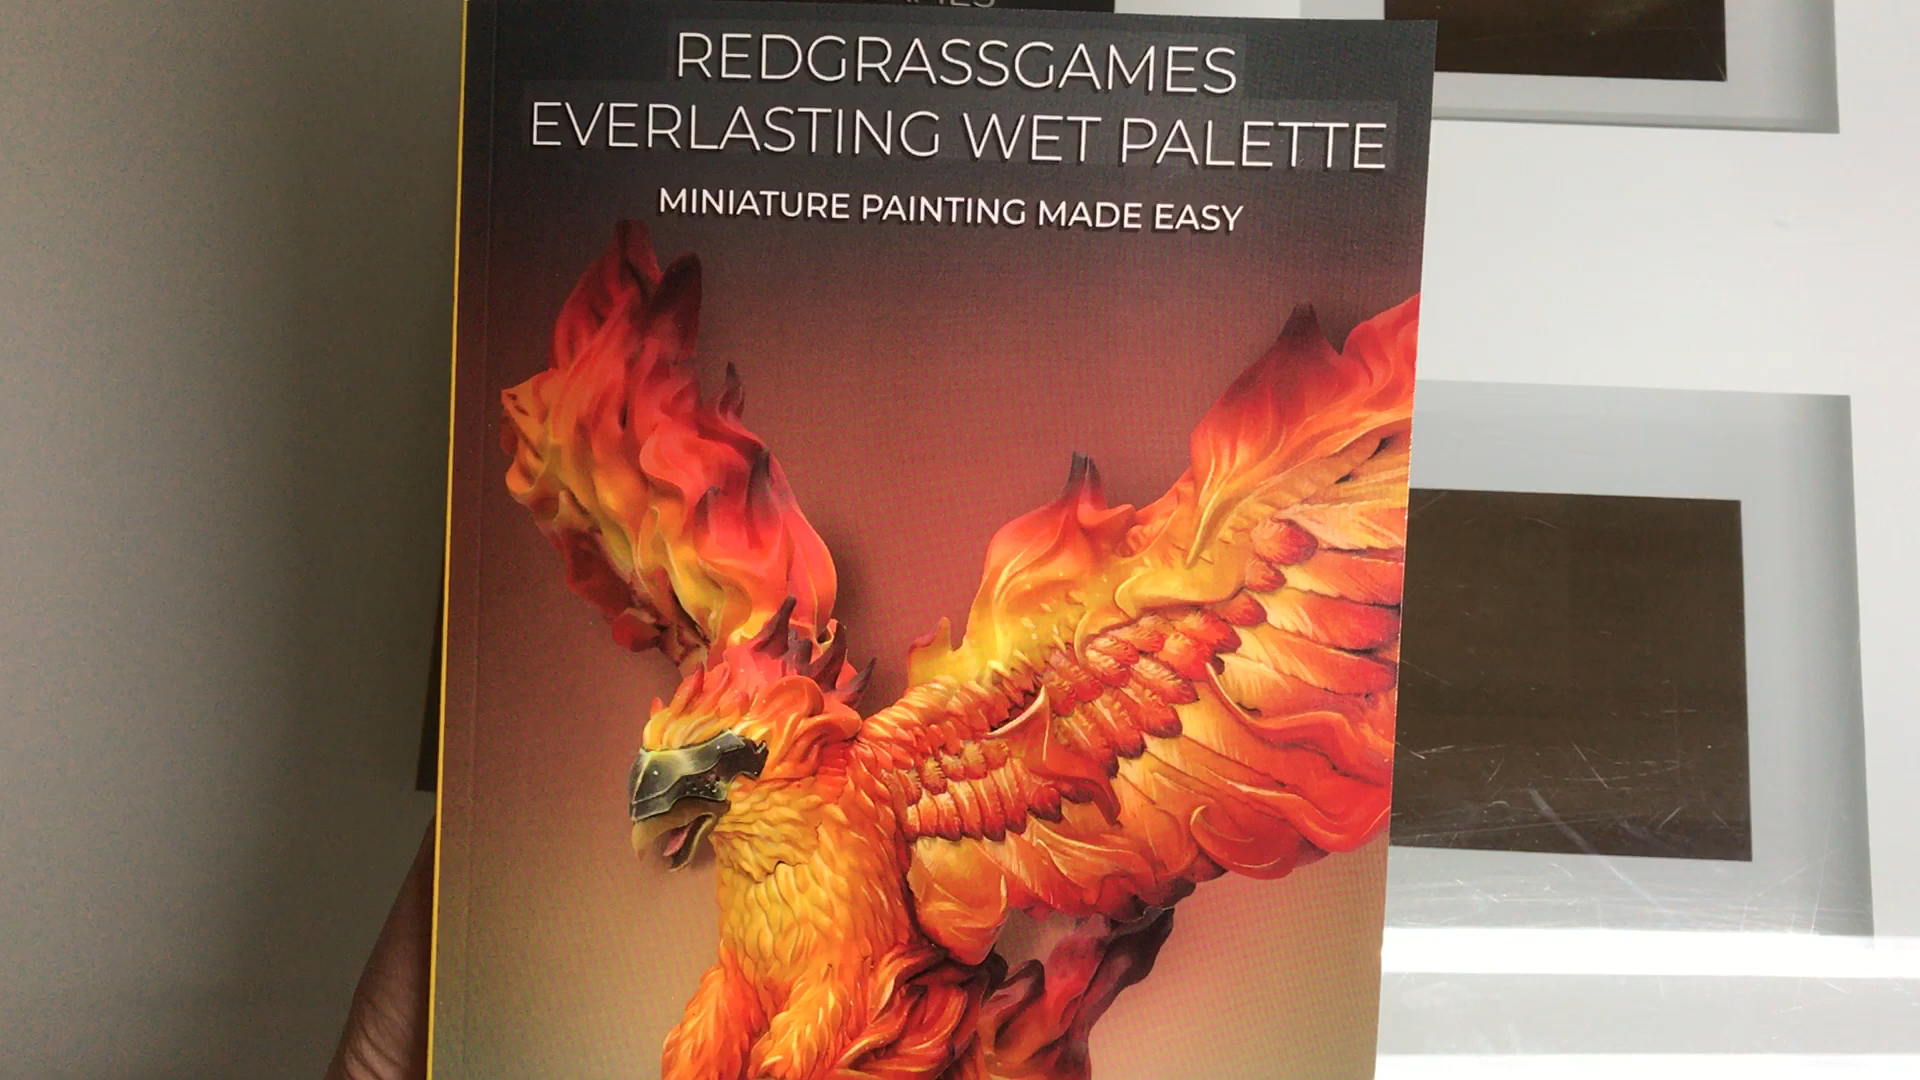 REDGRASSGAMES
EVERLASTING WET PALETTE
MINIATURE PAINTING MADE EASY